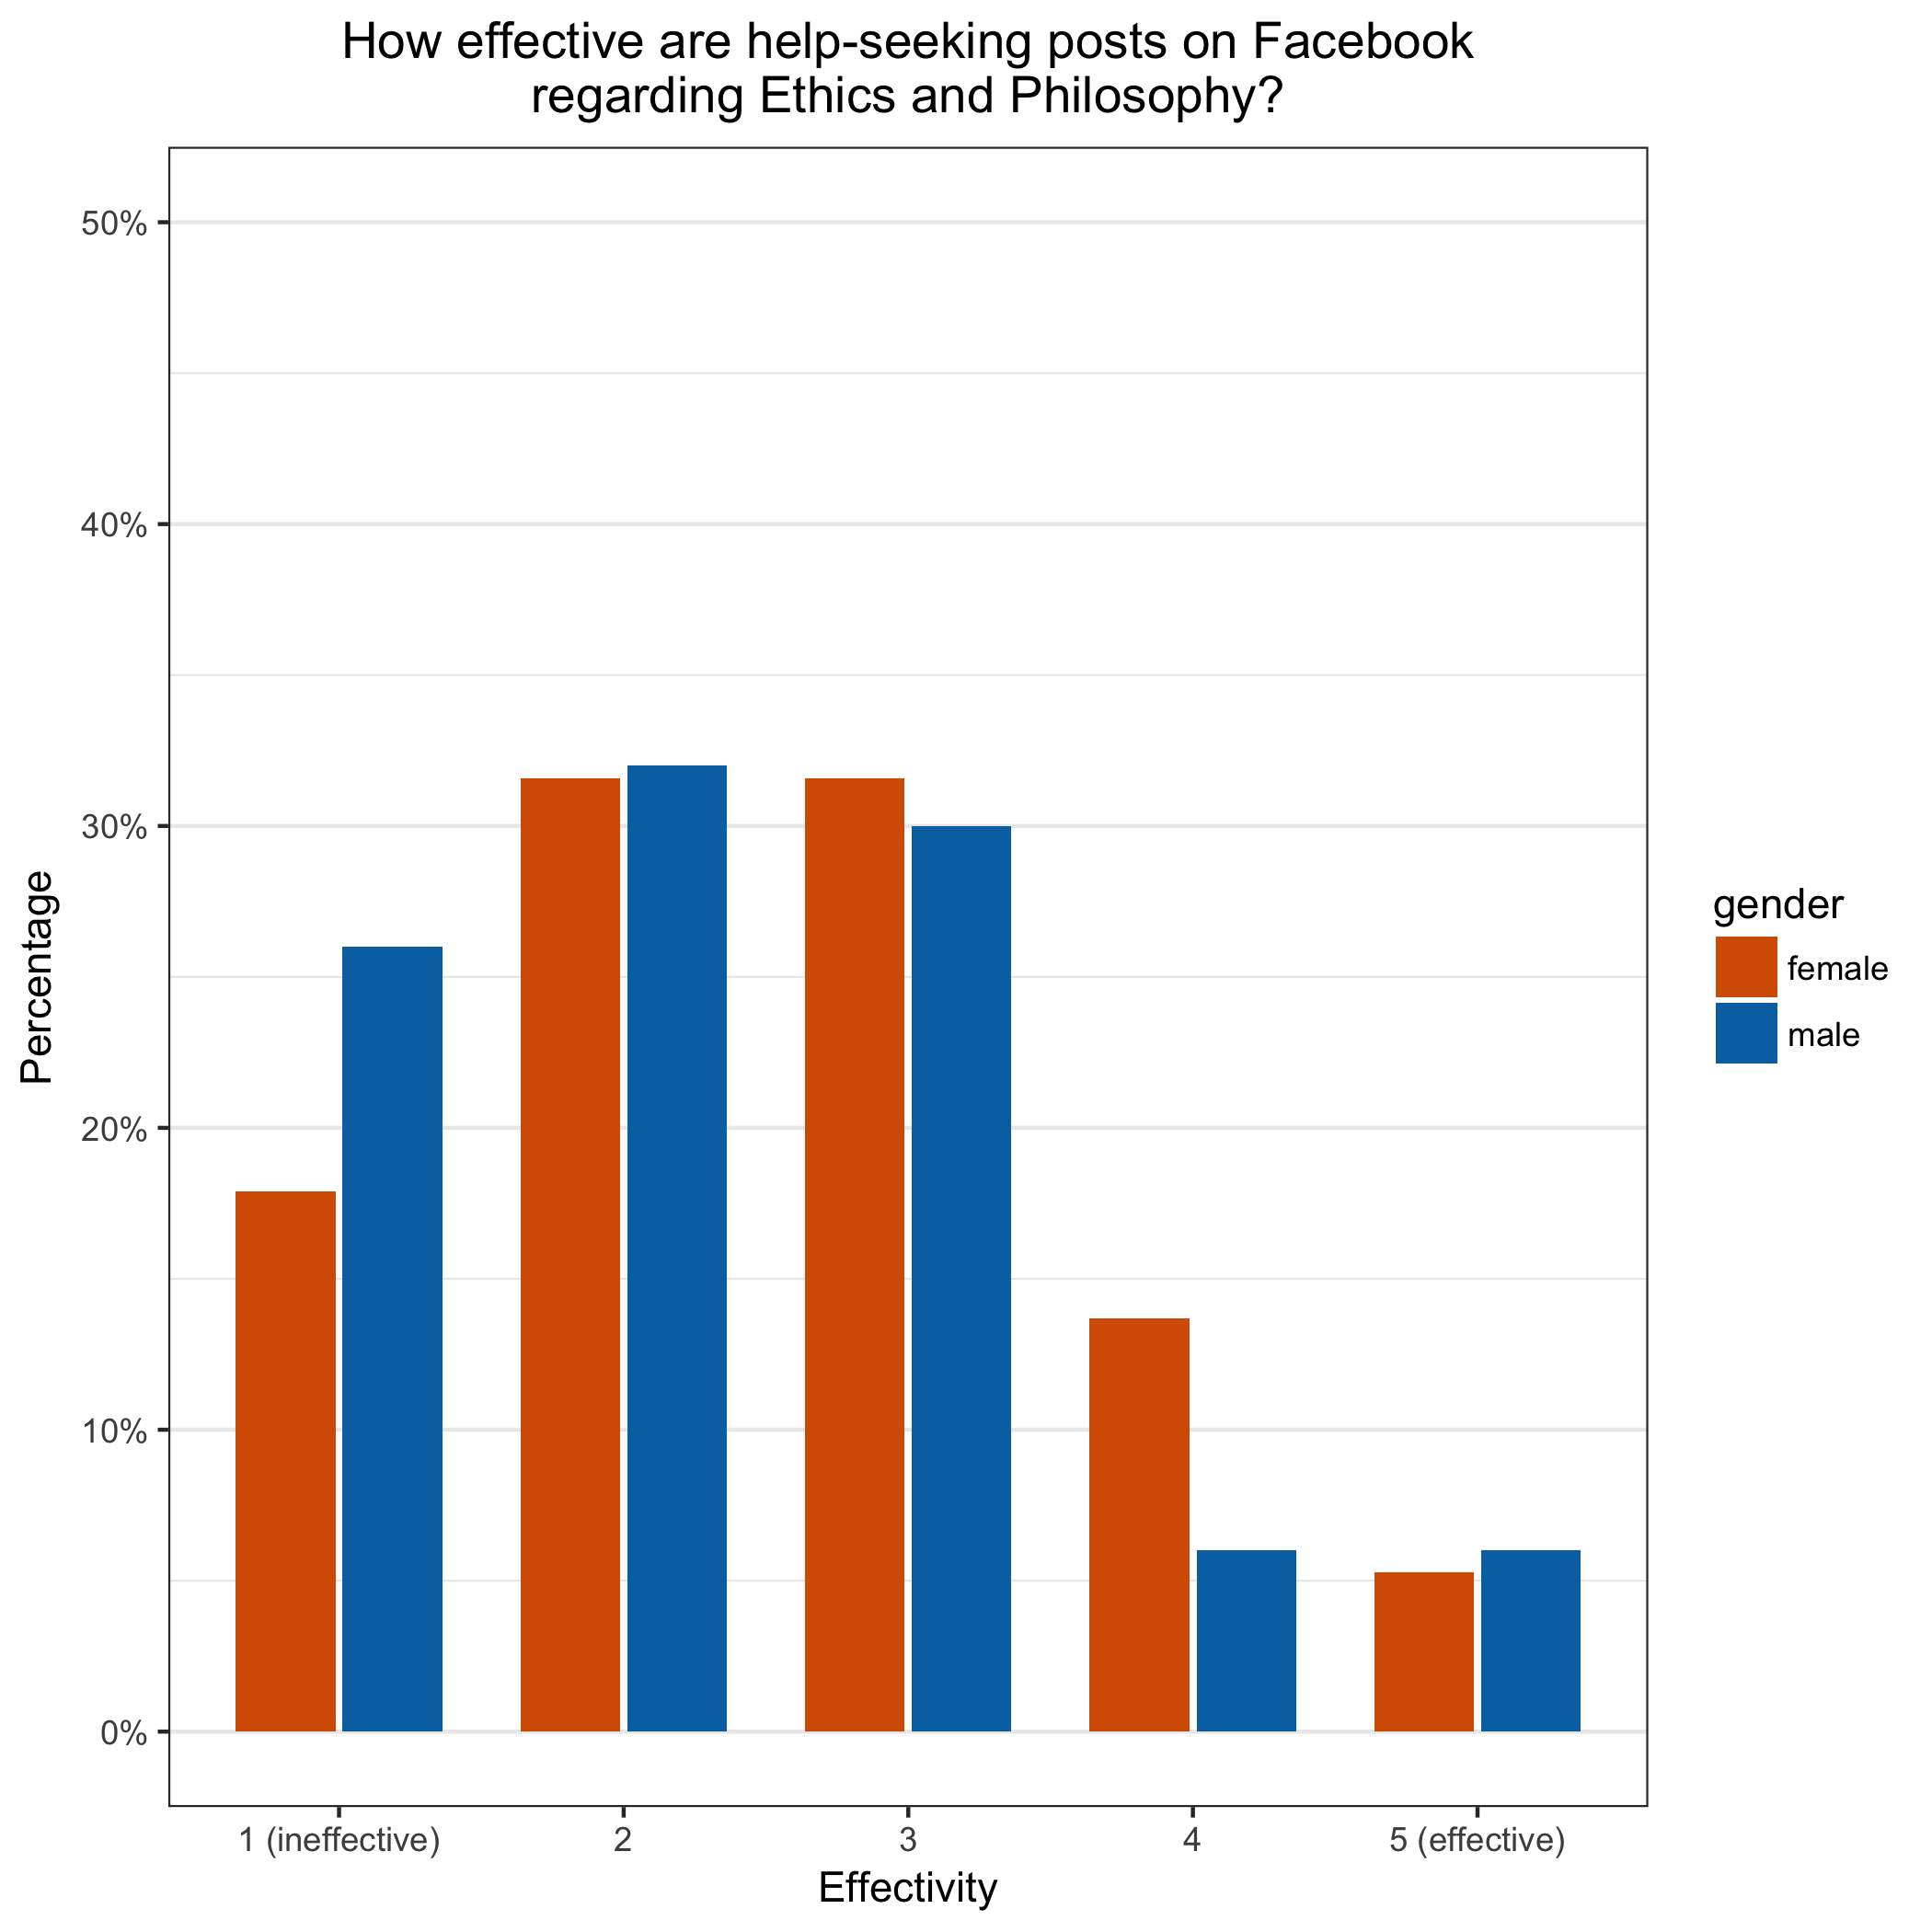 How effective are help-seeking posts on Facebook
regarding Ethics and Philosophy?
50%
40%
30%
20%
10%
0%
Percentage
1 (ineffective)
2
3
4
5 (effective)
Effectivity
gender
female
male